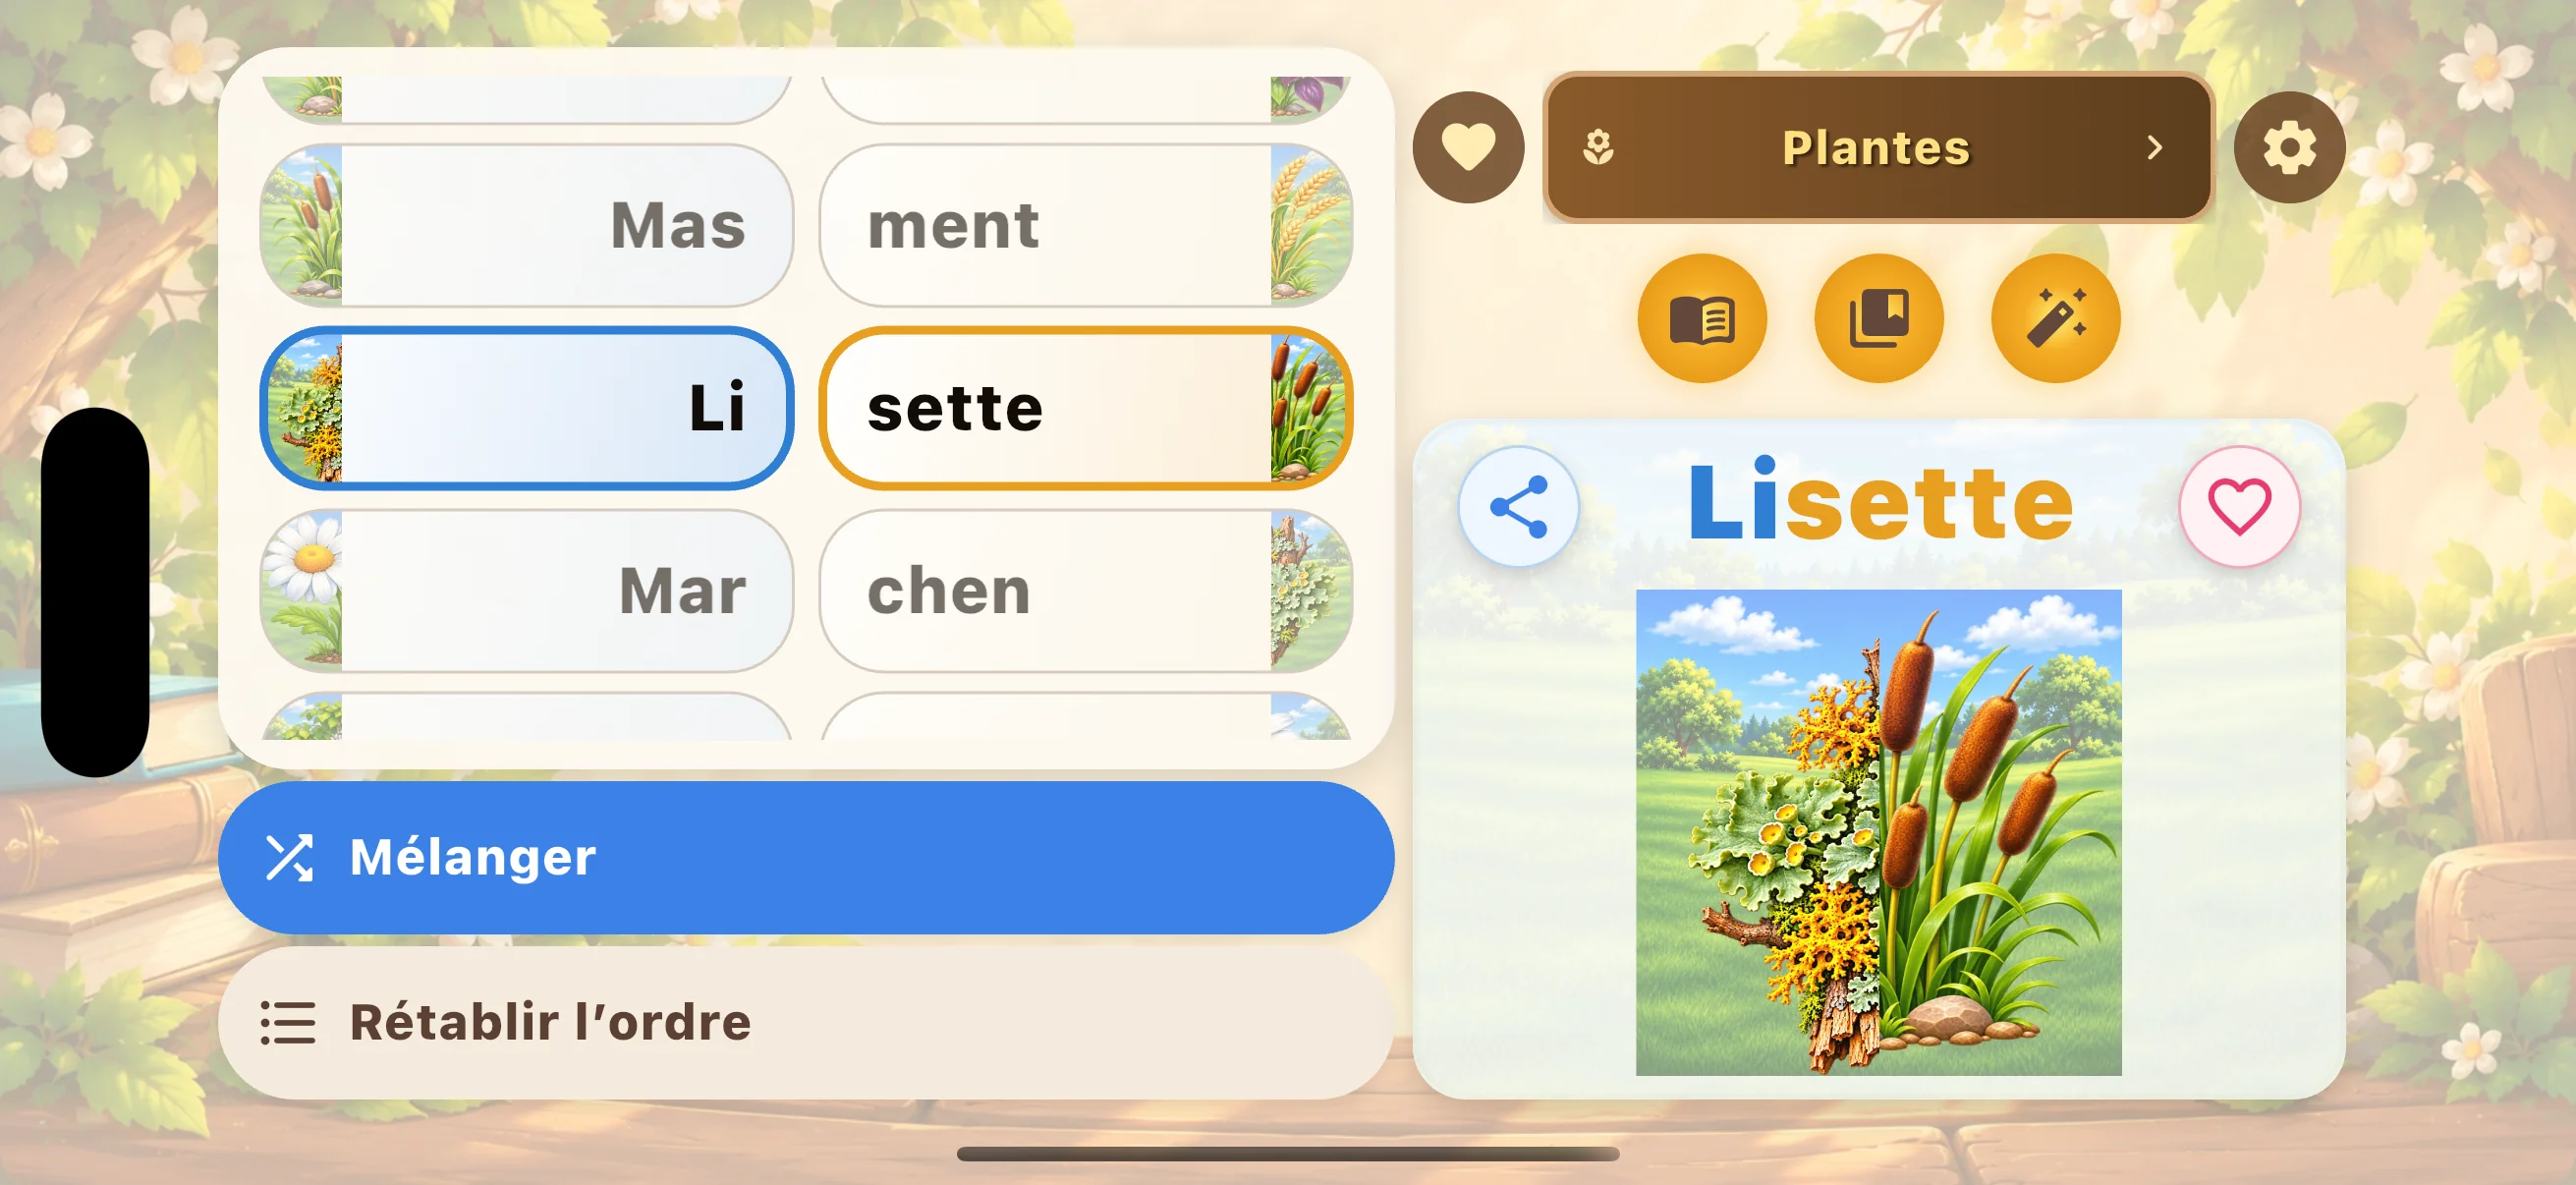 Mas ment
Li sette
Mar chen
Mélanger
Rétablir l’ordre
Plantes
Lisette